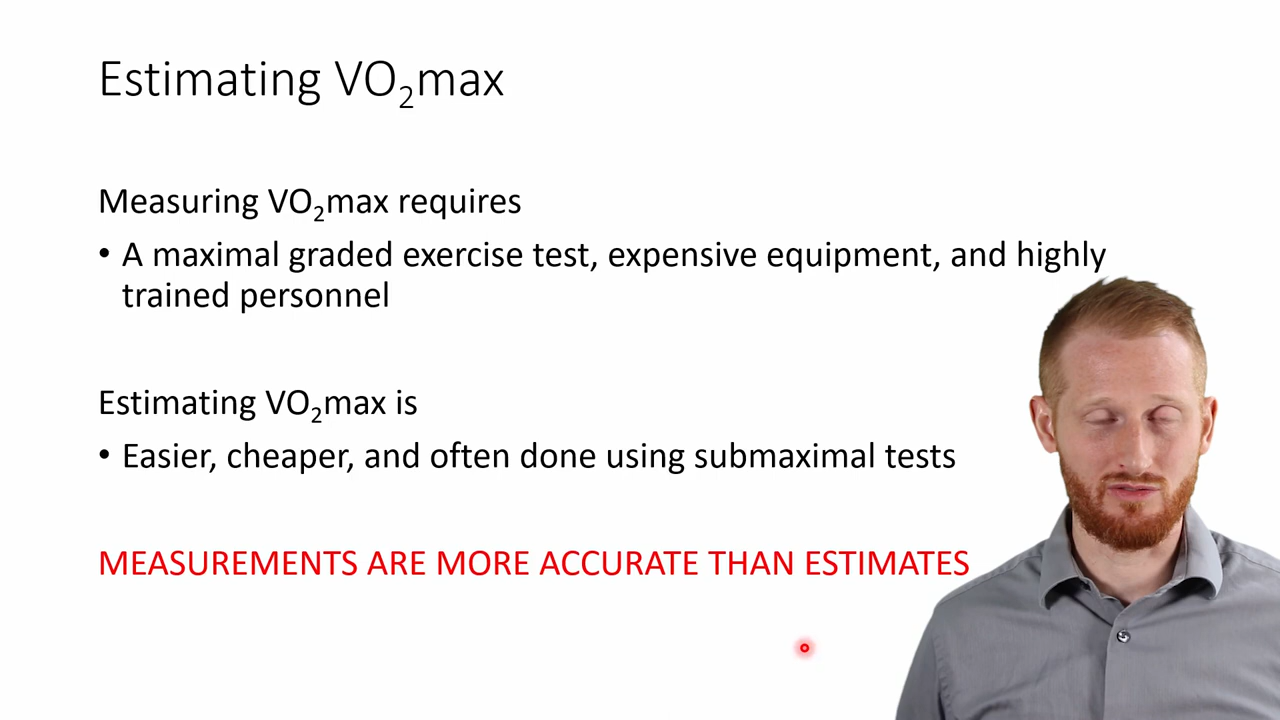 Estimating VO₂max
Measuring VO₂max requires
• A maximal graded exercise test, expensive equipment, and highly
trained personnel
Estimating VO₂max is
• Easier, cheaper, and often done using submaximal tests
MEASUREMENTS ARE MORE ACCURATE THAN ESTIMATES